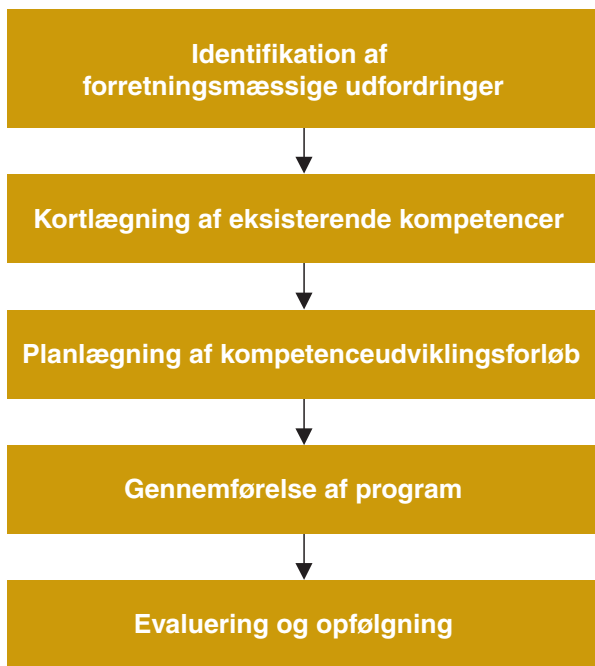 Identifikation af
forretningsmæssige udfordringer
Kortlægning af eksisterende kompetencer
Planlægning af kompetenceudviklingsforløb
Gennemførelse af program
Evaluering og opfølgning